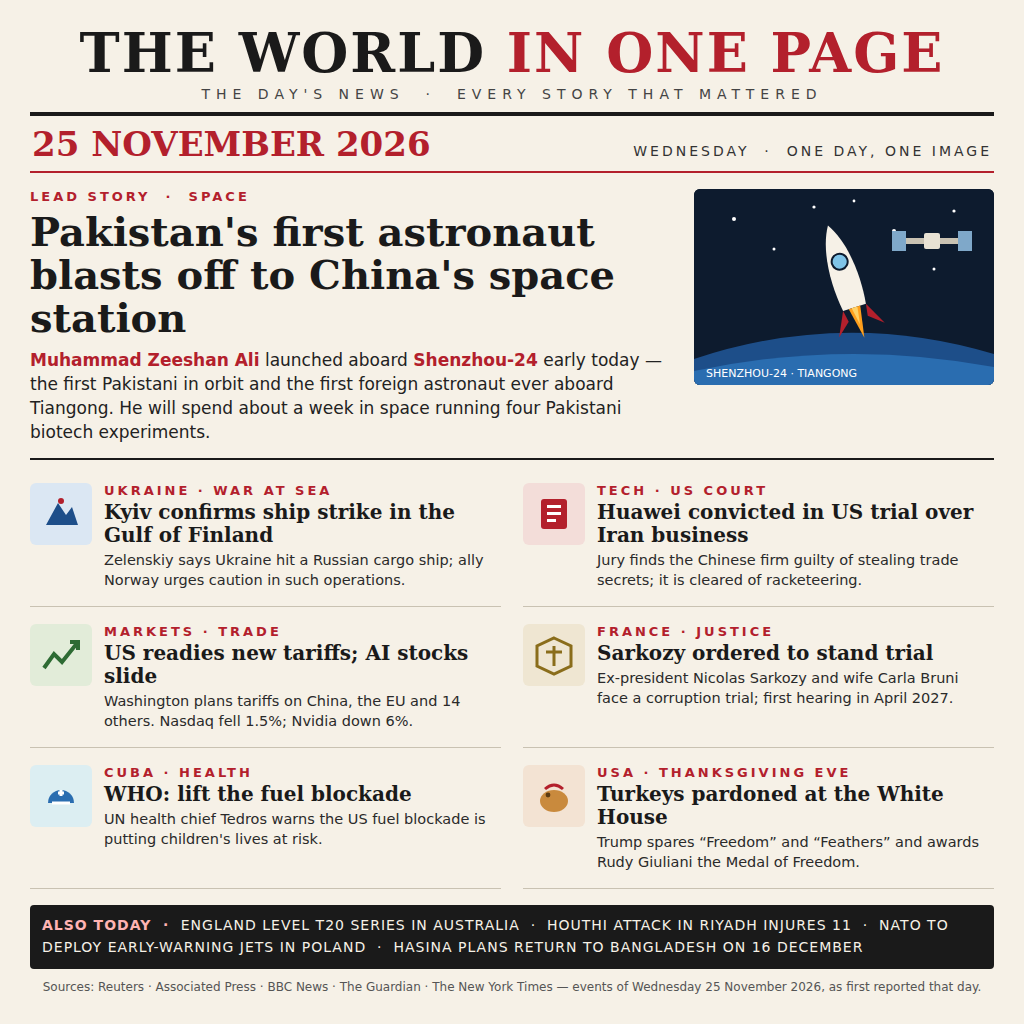 THE WORLD IN ONE PAGE
THE DAY'S NEWS · EVERY STORY THAT MATTERED
25 NOVEMBER 2026
WEDNESDAY · ONE DAY, ONE IMAGE
LEAD STORY · SPACE
Pakistan's first astronaut
blasts off to China's space
station
Muhammad Zeeshan Ali launched aboard Shenzhou-24 early today —
the first Pakistani in orbit and the first foreign astronaut ever aboard
Tiangong. He will spend about a week in space running four Pakistani
biotech experiments.
SHENZHOU-24 · TIANGONG
UKRAINE · WAR AT SEA
Kyiv confirms ship strike in the
Gulf of Finland
Zelenskiy says Ukraine hit a Russian cargo ship; ally
Norway urges caution in such operations.
TECH · US COURT
Huawei convicted in US trial over
Iran business
Jury finds the Chinese firm guilty of stealing trade
secrets; it is cleared of racketeering.
MARKETS · TRADE
US readies new tariffs; AI stocks
slide
Washington plans tariffs on China, the EU and 14
others. Nasdaq fell 1.5%; Nvidia down 6%.
FRANCE · JUSTICE
Sarkozy ordered to stand trial
Ex-president Nicolas Sarkozy and wife Carla Bruni
face a corruption trial; first hearing in April 2027.
CUBA · HEALTH
WHO: lift the fuel blockade
UN health chief Tedros warns the US fuel blockade is
putting children's lives at risk.
USA · THANKSGIVING EVE
Turkeys pardoned at the White
House
Trump spares “Freedom” and “Feathers” and awards
Rudy Giuliani the Medal of Freedom.
ALSO TODAY · ENGLAND LEVEL T20 SERIES IN AUSTRALIA · HOUTHI ATTACK IN RIYADH INJURES 11 · NATO TO
DEPLOY EARLY-WARNING JETS IN POLAND · HASINA PLANS RETURN TO BANGLADESH ON 16 DECEMBER
Sources: Reuters · Associated Press · BBC News · The Guardian · The New York Times — events of Wednesday 25 November 2026, as first reported that day.